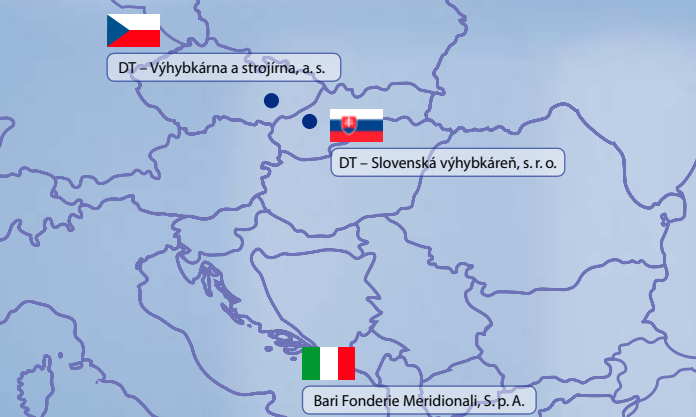 DT – Výhybkárna a strojírna, a. s.
DT – Slovenská výhybkáreň, s. r. o.
Bari Fonderie Meridionali, S. p. A.